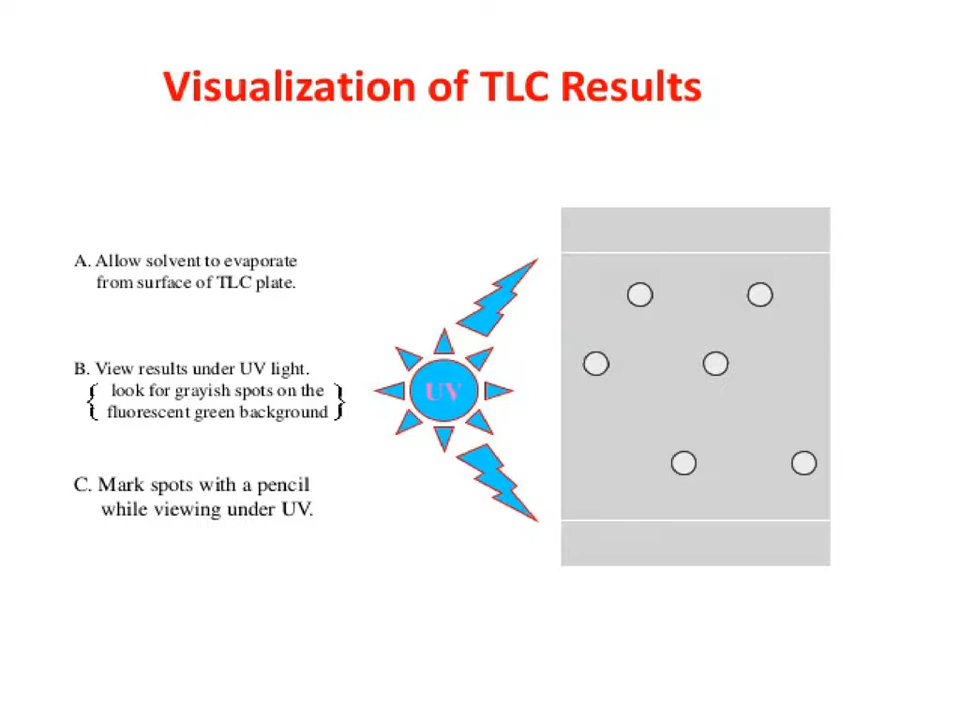 Visualization of TLC Results
A. Allow solvent to evaporate
from surface of TLC plate.
B. View results under UV light.
{ look for grayish spots on the }
fluorescent green background
C. Mark spots with a pencil
while viewing under UV.
UV